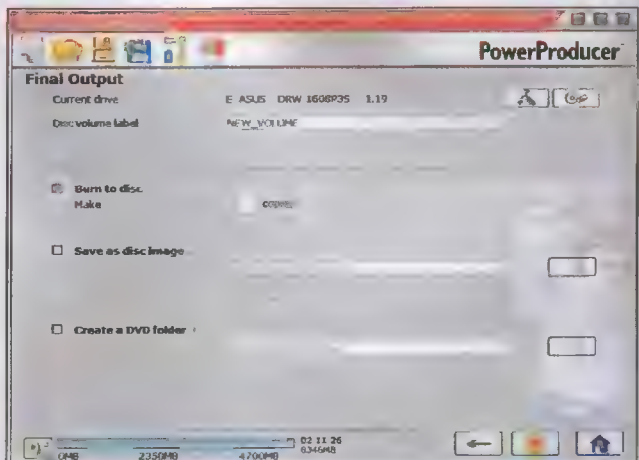 PowerProducer
Final Output
Current drive E ASUS DRW 1608P3S 1.19
Disc volume label NEW_VOLUME
Burn to disc
Make copies
Save as disc image
Create a DVD folder
02 11 26
0MB 2350MB 4700MB 6346MB